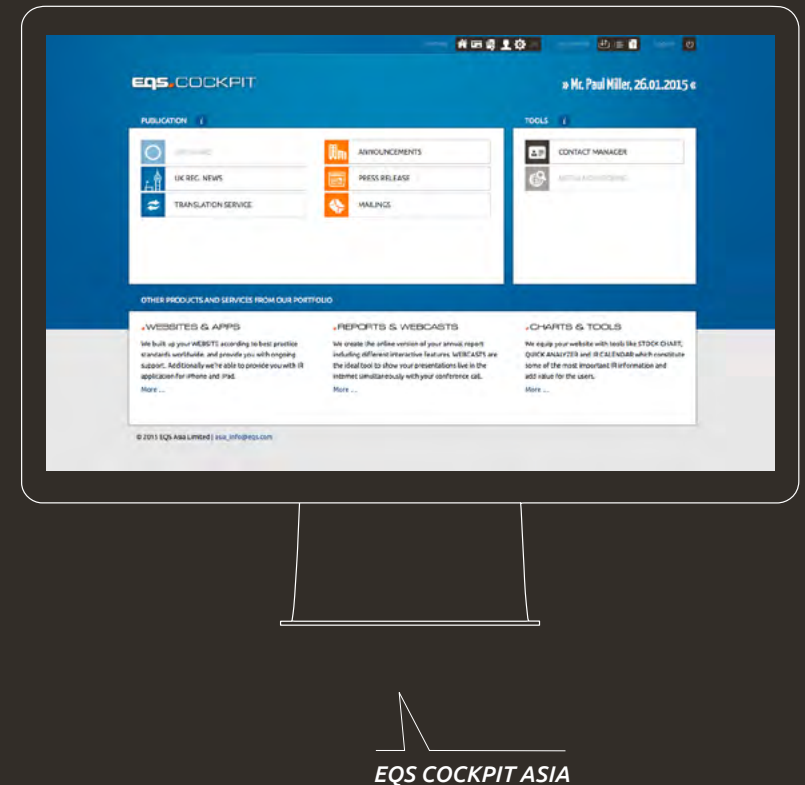 EQS.COCKPIT
» Mr. Paul Miller, 26.01.2015 «
PUBLICATION i
TOOLS i
ANNOUNCEMENTS
CONTACT MANAGER
UK REG. NEWS
PRESS RELEASE
TRANSLATION SERVICE
MAILINGS
OTHER PRODUCTS AND SERVICES FROM OUR PORTFOLIO
.WEBSITES & APPS
We built up your WEBSITE according to best practice
standards worldwide, and provide you with ongoing
support. Additionally we're able to provide you with IR
application for iPhone and iPad.
More ...
.REPORTS & WEBCASTS
We create the online version of your annual report
including different interactive features. WEBCASTS are
the ideal tool to show your presentations live in the
internet simultaneously with your conference call.
More ...
.CHARTS & TOOLS
We equip your website with tools like STOCK CHART,
QUICK ANALYZER and IR CALENDAR which constitute
some of the most important IR information and
add value for the users.
More ...
© 2015 EQS Asia Limited | asia_info@eqs.com
EQS COCKPIT ASIA